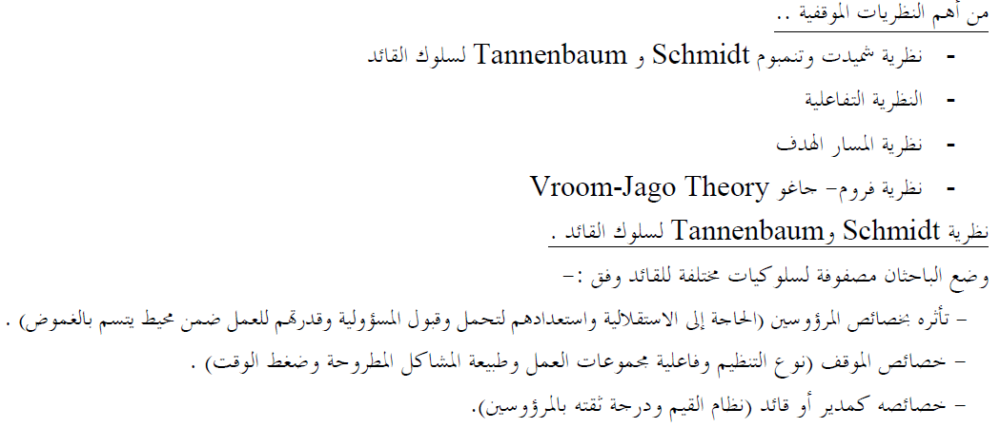 من أهم النظريات الموقفية ..
- نظرية شميدت وتنمبوم Schmidt و Tannenbaum لسلوك القائد
- النظرية التفاعلية
- نظرية المسار الهدف
- نظرية فروم– جاغو Vroom-Jago Theory
نظرية Schmidt وTannenbaum لسلوك القائد .
وضع الباحثان مصفوفة لسلوكيات مختلفة للقائد وفق :–
– تأثره بخصائص المرؤوسين (الحاجة إلى الاستقلالية واستعدادهم لتحمل وقبول المسؤولية وقدرتهم للعمل ضمن محيط يتسم بالغموض) .
– خصائص الموقف (نوع التنظيم وفاعلية مجموعات العمل وطبيعة المشاكل المطروحة وضغط الوقت) .
– خصائصه كمدير أو قائد (نظام القيم ودرجة ثقته بالمرؤوسين).